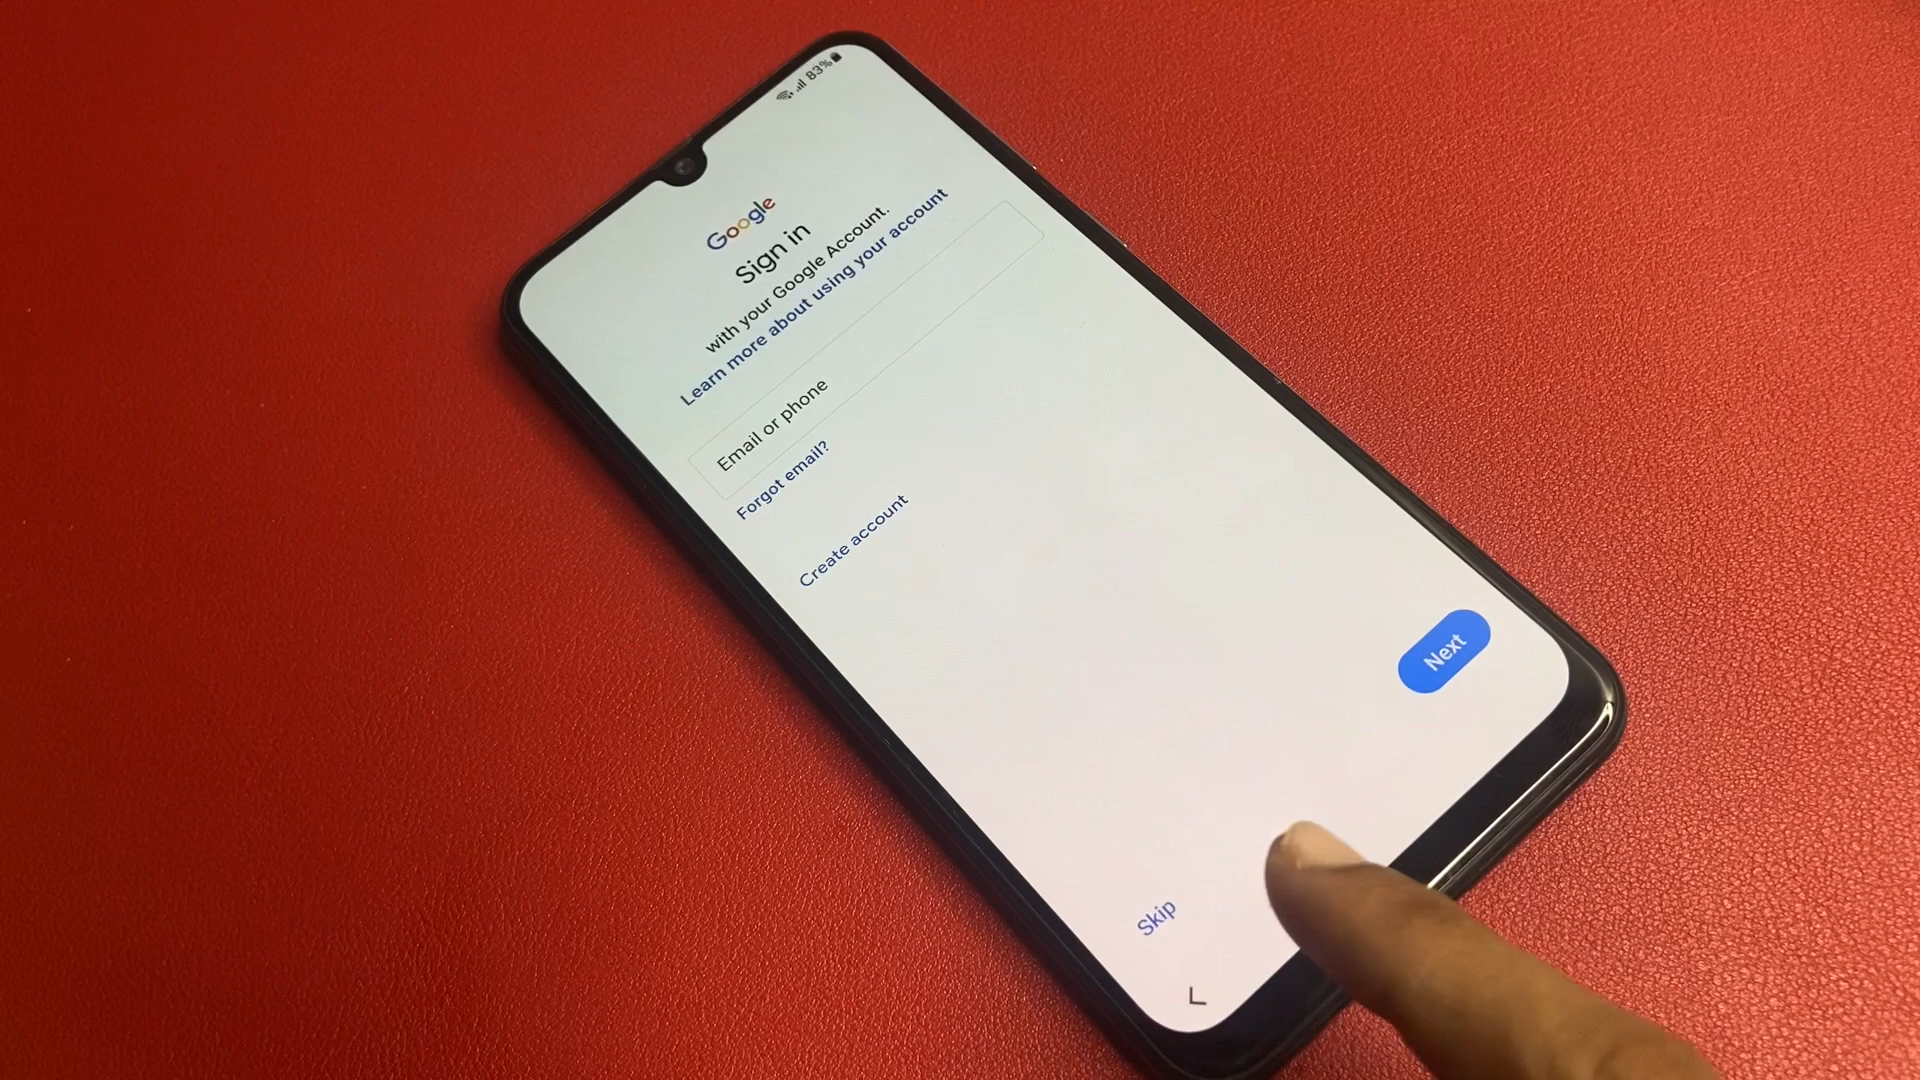 83%
Google
Sign in
with your Google Account.
Learn more about using your account
Email or phone
Forgot email?
Create account
Next
Skip